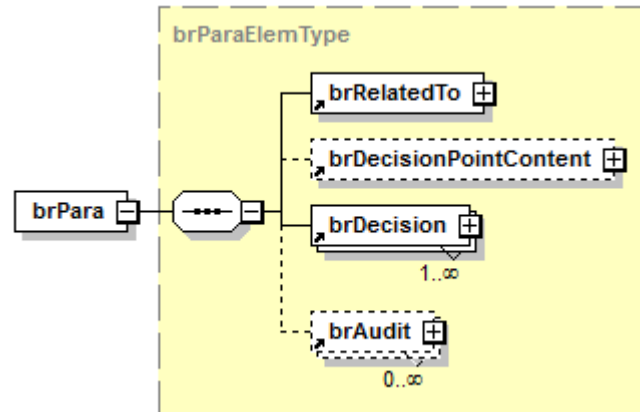 brParaElemType
brRelatedTo
brDecisionPointContent
brPara
brDecision
1..∞
brAudit
0..∞